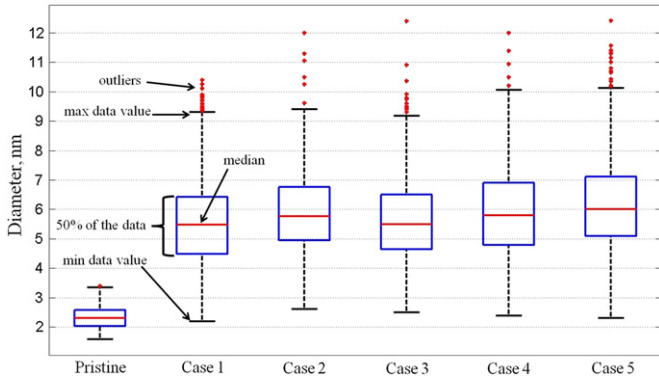 12
11
10
9
8
7
6
5
4
3
2
Diameter, nm
outliers
max data value
median
50% of the data
min data value
Pristine
Case 1
Case 2
Case 3
Case 4
Case 5